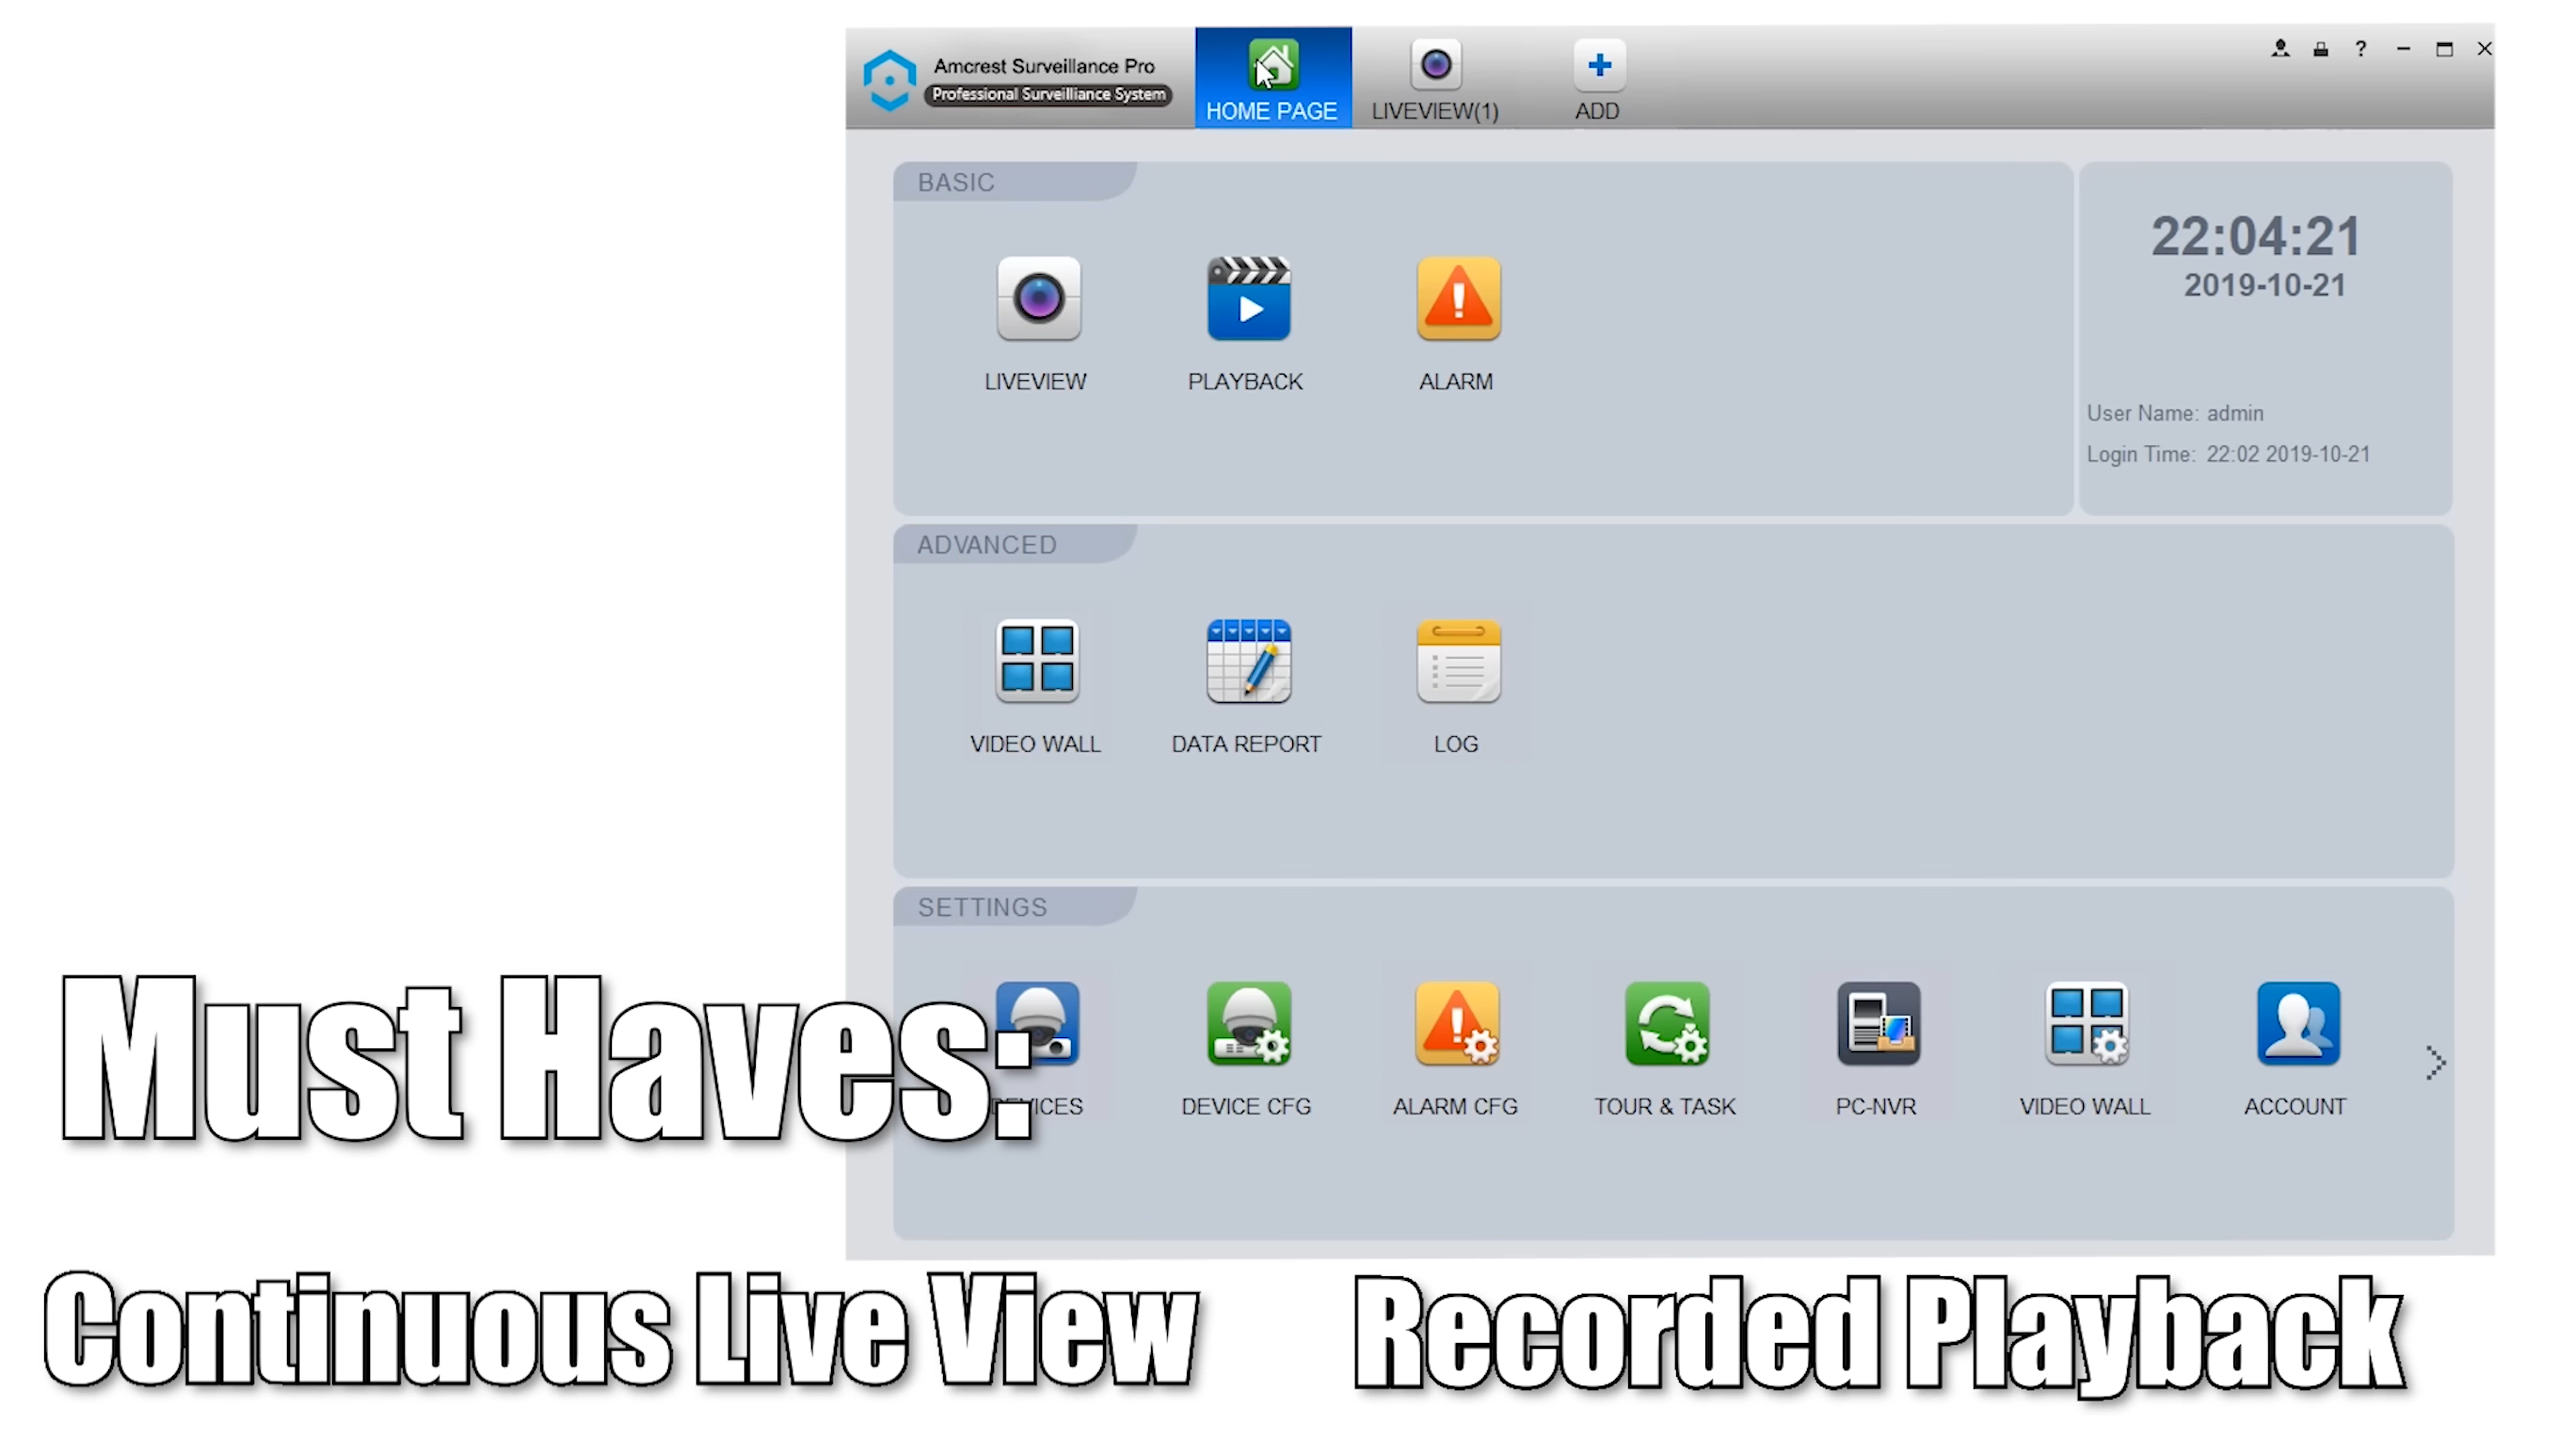 Amcrest Surveillance Pro
Professional Surveilliance System
HOME PAGE
LIVEVIEW(1)
ADD
?
BASIC
LIVEVIEW
PLAYBACK
ALARM
22:04:21
2019-10-21
User Name: admin
Login Time: 22:02 2019-10-21
ADVANCED
VIDEO WALL
DATA REPORT
LOG
SETTINGS
DEVICES
DEVICE CFG
ALARM CFG
TOUR & TASK
PC-NVR
VIDEO WALL
ACCOUNT
Must Haves:
Continuous Live View
Recorded Playback